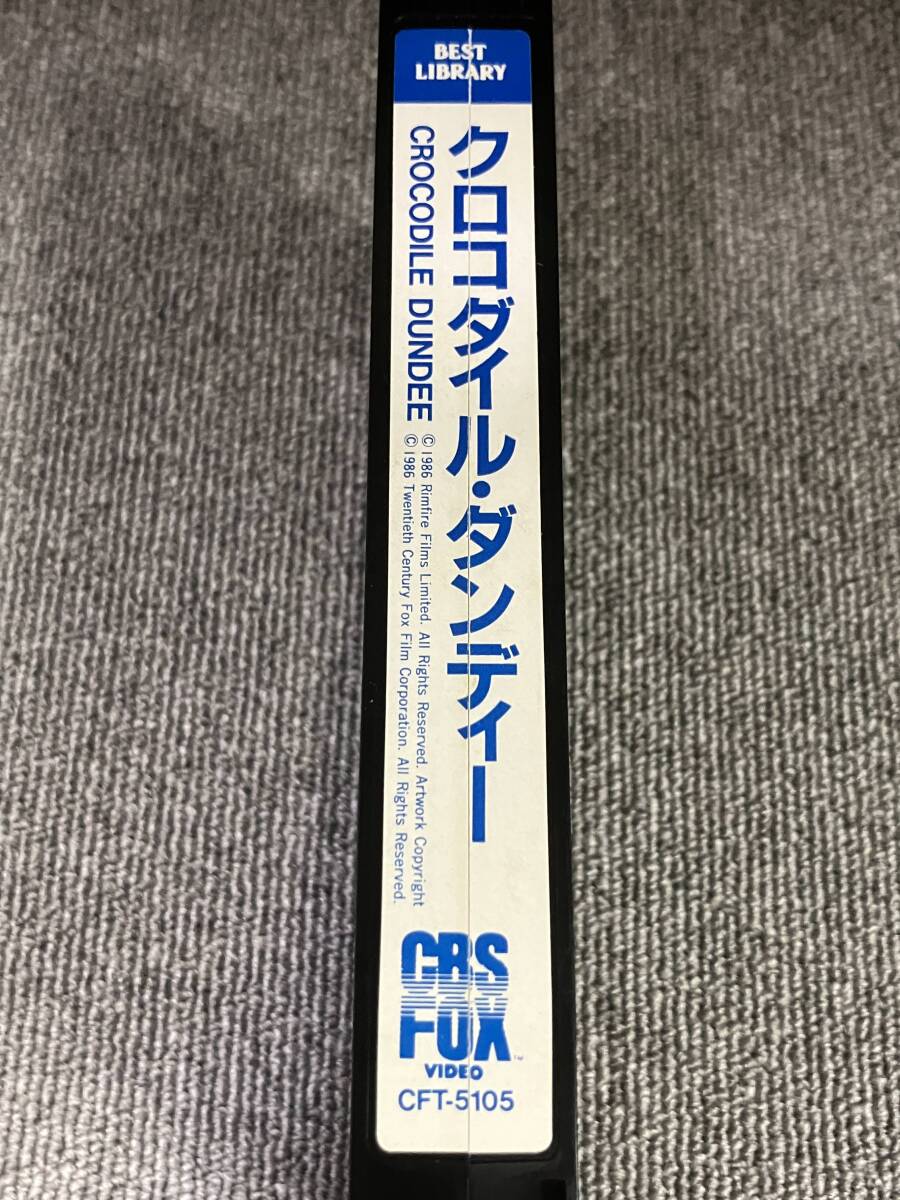 BEST
LIBRARY
クロコダイル・ダンディー
CROCODILE DUNDEE
© 1986 Rimfire Films Limited. All Rights Reserved. Artwork Copyright
© 1986 Twentieth Century Fox Film Corporation. All Rights Reserved.
CBS
FOX™
VIDEO
CFT-5105